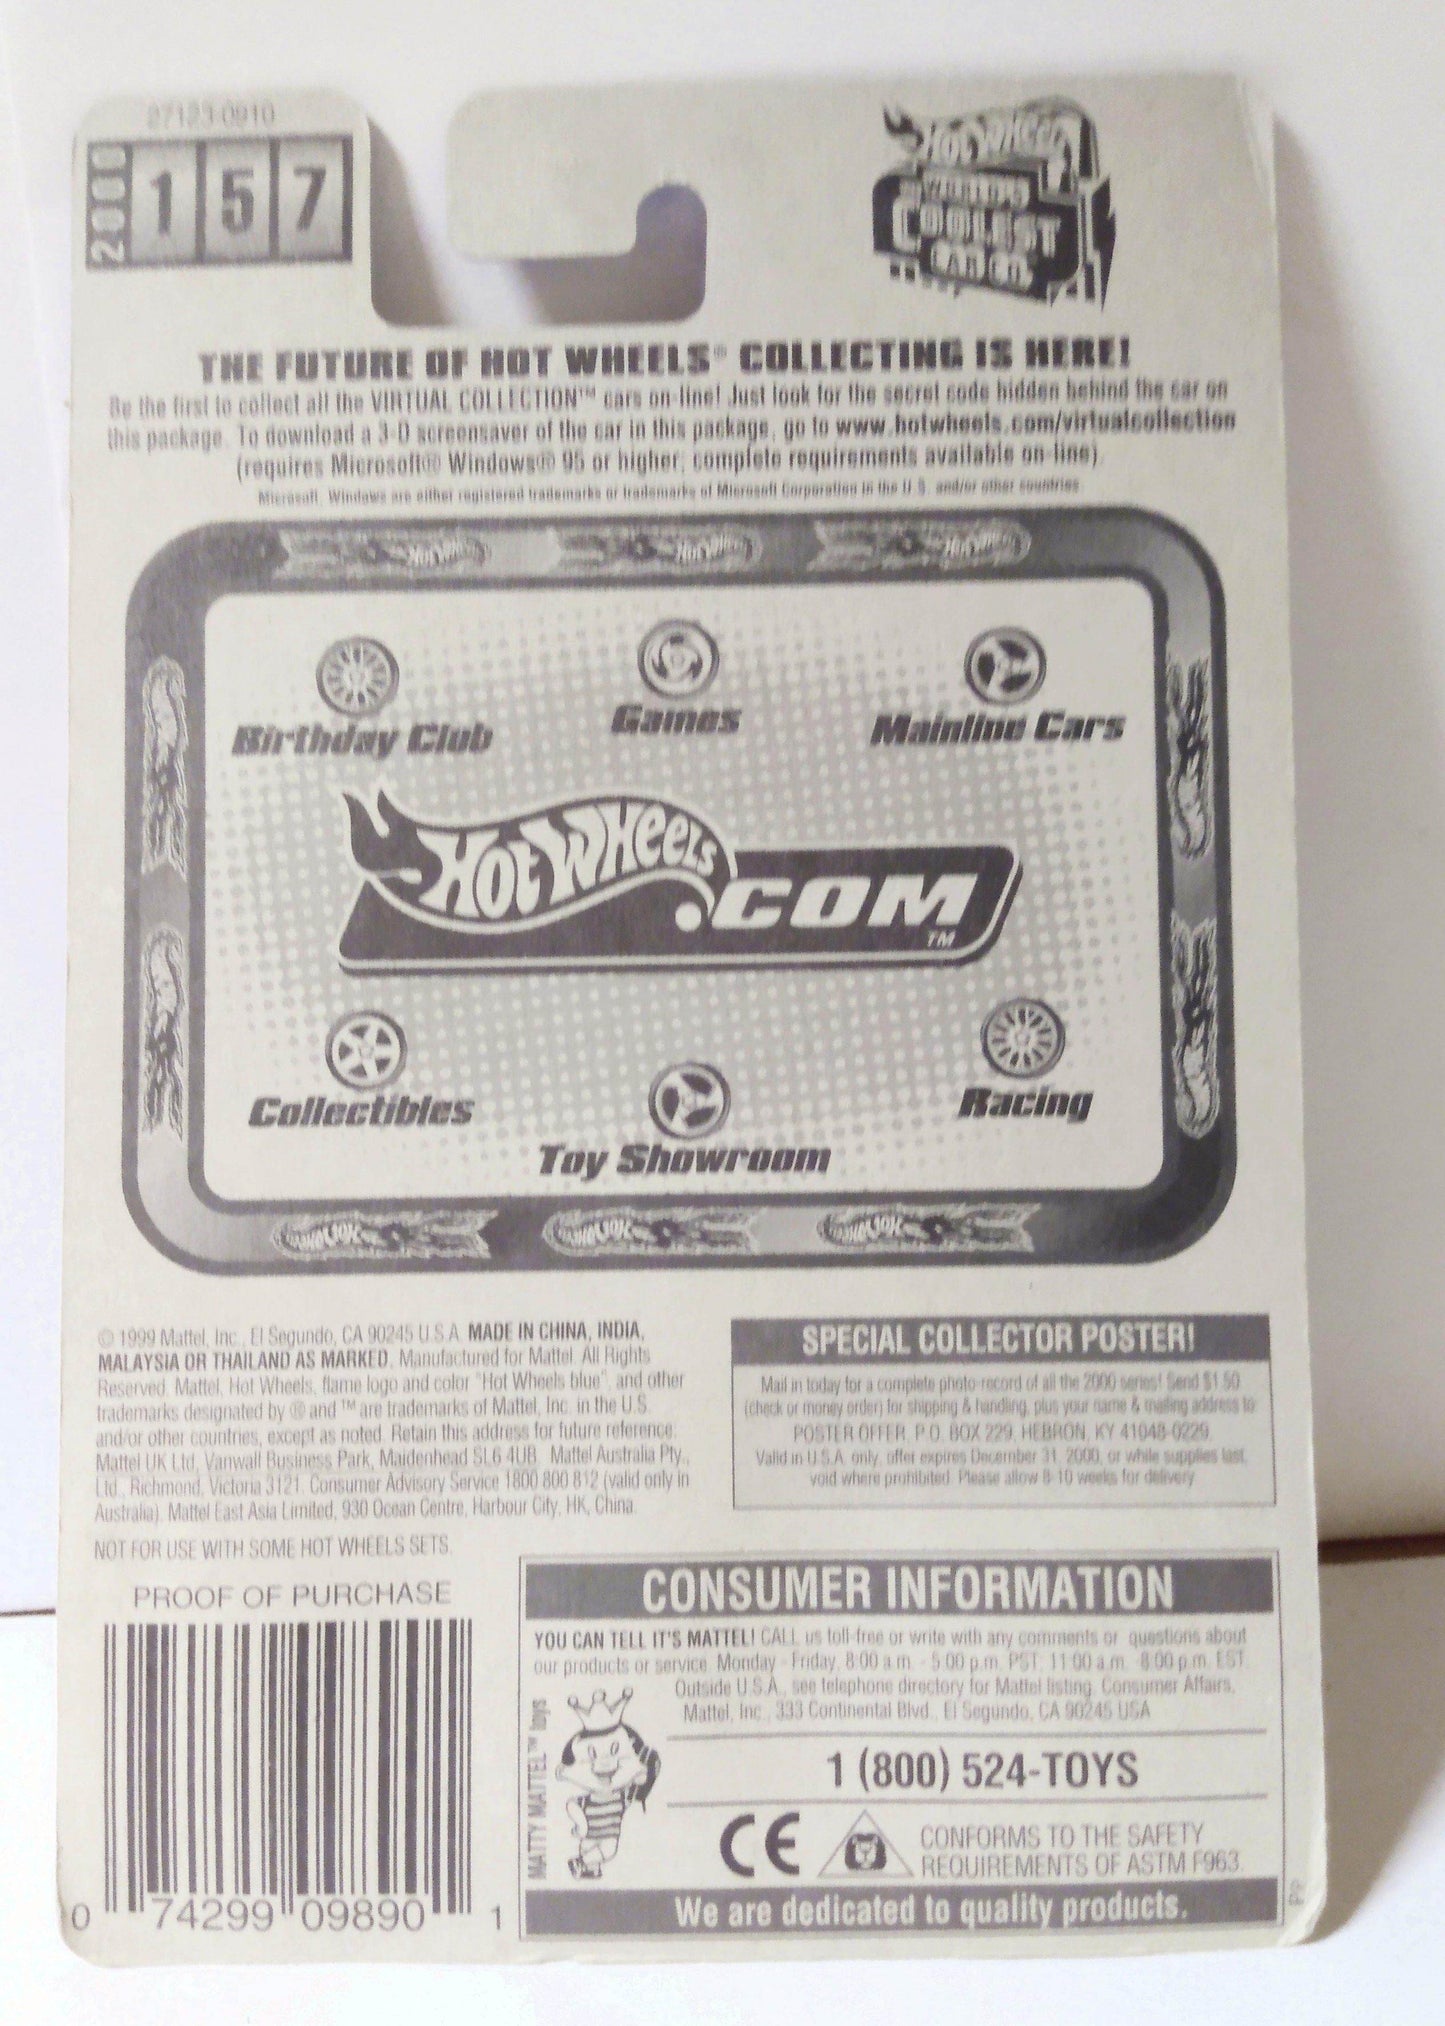 27123-0910
2000 157
HOT WHEELS
WORLD'S
COOLEST
CAR CO.
THE FUTURE OF HOT WHEELS® COLLECTING IS HERE!
Be the first to collect all the VIRTUAL COLLECTION™ cars on-line! Just look for the secret code hidden behind the car on
this package. To download a 3-D screensaver of the car in this package, go to www.hotwheels.com/virtualcollection
(requires Microsoft® Windows® 95 or higher; complete requirements available on-line).
Microsoft, Windows are either registered trademarks or trademarks of Microsoft Corporation in the U.S. and/or other countries.
Birthday Club
Games
Mainline Cars
HOT WHEELS.COM
TM
Collectibles
Toy Showroom
Racing
© 1999 Mattel, Inc., El Segundo, CA 90245 U.S.A. MADE IN CHINA, INDIA,
MALAYSIA OR THAILAND AS MARKED. Manufactured for Mattel. All Rights
Reserved. Mattel, Hot Wheels, flame logo and color "Hot Wheels blue", and other
trademarks designated by ® and ™ are trademarks of Mattel, Inc. in the U.S.
and/or other countries, except as noted. Retain this address for future reference:
Mattel UK Ltd, Vanwall Business Park, Maidenhead SL6 4UB. Mattel Australia Pty.,
Ltd., Richmond, Victoria 3121. Consumer Advisory Service 1800 800 812 (valid only in
Australia). Mattel East Asia Limited, 930 Ocean Centre, Harbour City, HK, China.
NOT FOR USE WITH SOME HOT WHEELS SETS.
SPECIAL COLLECTOR POSTER!
Mail in today for a complete photo-record of all the 2000 series! Send $1.50
(check or money order) for shipping & handling, plus your name & mailing address to:
POSTER OFFER, P.O. BOX 229, HEBRON, KY 41048-0229.
Valid in U.S.A. only, offer expires December 31, 2000, or while supplies last,
void where prohibited. Please allow 8-10 weeks for delivery.
PROOF OF PURCHASE
0 74299 09890 1
CONSUMER INFORMATION
YOU CAN TELL IT'S MATTEL! CALL us toll-free or write with any comments or questions about
our products or service. Monday - Friday, 8:00 a.m. - 5:00 p.m. PST; 11:00 a.m. - 8:00 p.m. EST.
Outside U.S.A., see telephone directory for Mattel listing. Consumer Affairs,
Mattel, Inc., 333 Continental Blvd., El Segundo, CA 90245 USA
MATTY MATTEL™ toys
1 (800) 524-TOYS
CE
CONFORMS TO THE SAFETY
REQUIREMENTS OF ASTM F963.
We are dedicated to quality products.
PP